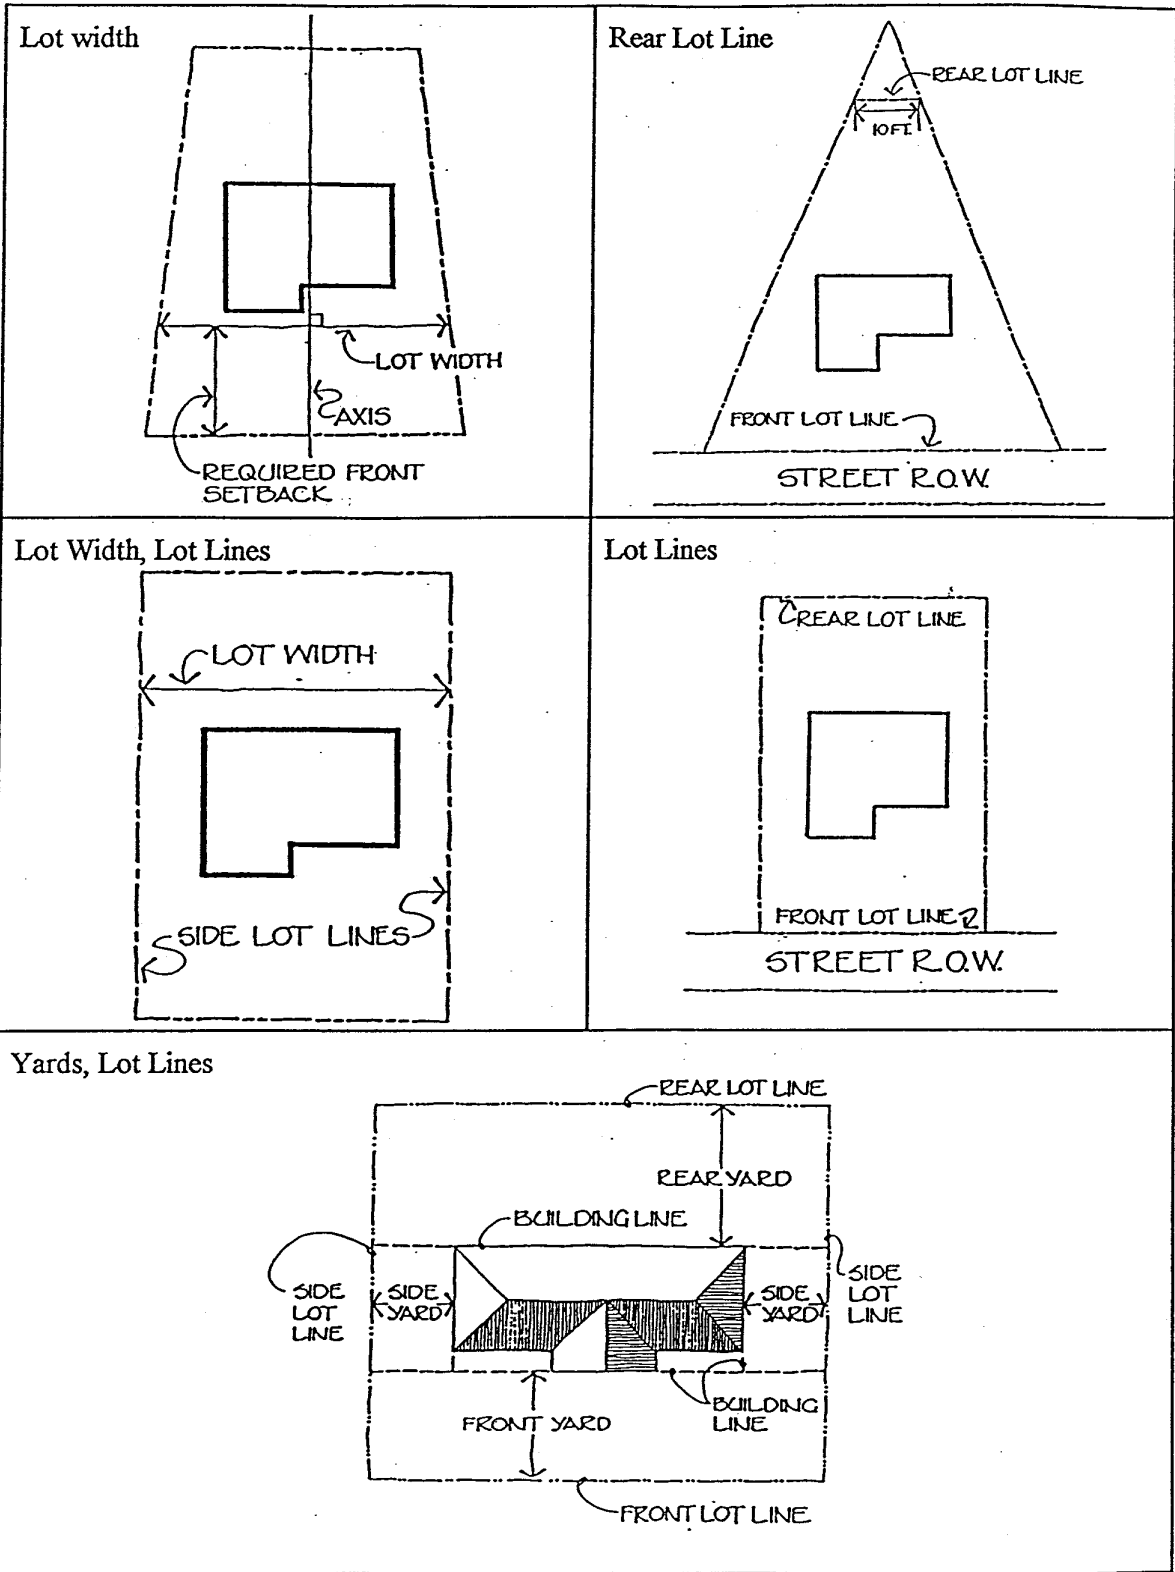 Lot width
LOT WIDTH
AXIS
REQUIRED FRONT
SETBACK
Rear Lot Line
REAR LOT LINE
10 FT.
FRONT LOT LINE
STREET R.O.W.
Lot Width, Lot Lines
LOT WIDTH
SIDE LOT LINES
Lot Lines
REAR LOT LINE
FRONT LOT LINE
STREET R.O.W.
Yards, Lot Lines
REAR LOT LINE
REAR YARD
BUILDING LINE
SIDE
LOT
LINE
SIDE
YARD
SIDE
YARD
SIDE
LOT
LINE
BUILDING
LINE
FRONT YARD
FRONT LOT LINE